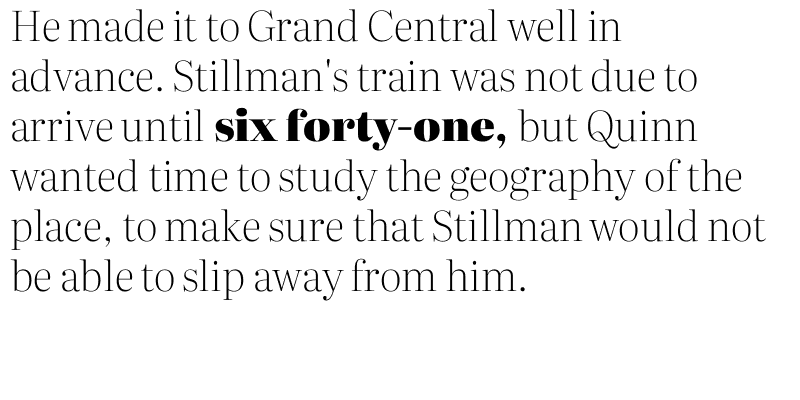 He made it to Grand Central well in
advance. Stillman's train was not due to
arrive until six forty-one, but Quinn
wanted time to study the geography of the
place, to make sure that Stillman would not
be able to slip away from him.